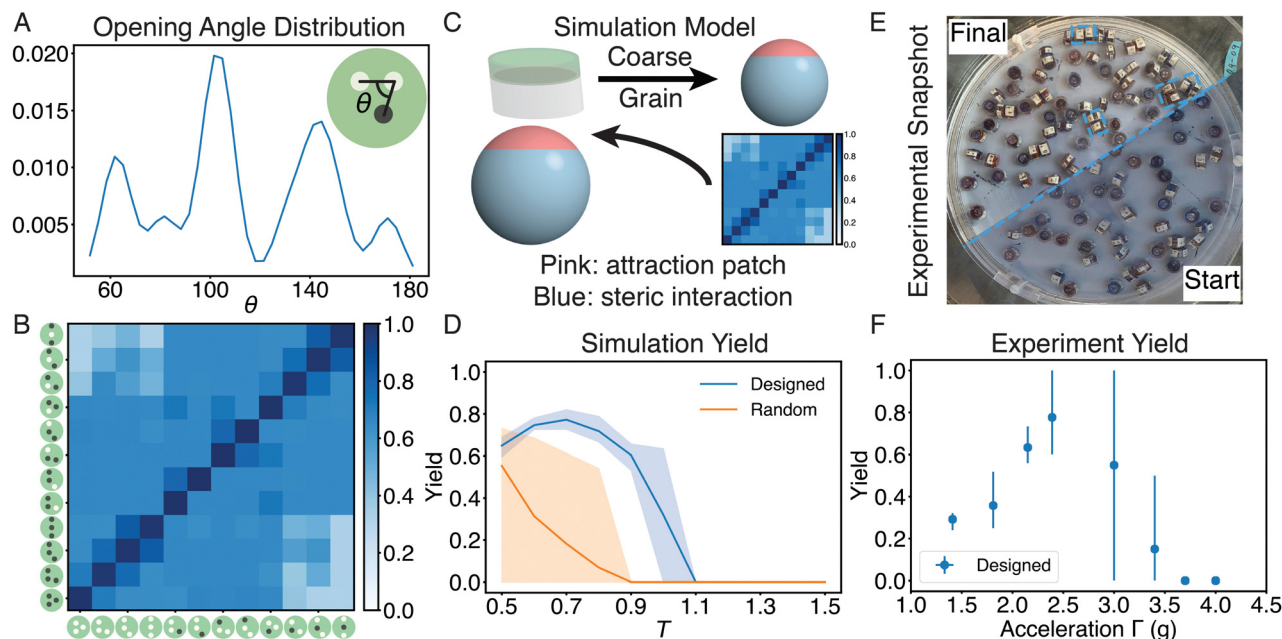 A
Opening Angle Distribution
0.020
0.015
0.010
0.005
60
100
140
180
θ
θ
B
1.0
0.8
0.6
0.4
0.2
0.0
C
Simulation Model
Coarse
Grain
1.0
0.8
0.6
0.4
0.2
0.0
Pink: attraction patch
Blue: steric interaction
D
Simulation Yield
Yield
1.0
0.8
0.6
0.4
0.2
0.0
Designed
Random
0.5
0.7
0.9
1.1
1.3
1.5
T
E
Experimental Snapshot
Final
Start
F
Experiment Yield
Yield
1.0
0.8
0.6
0.4
0.2
0.0
Designed
1.0
1.5
2.0
2.5
3.0
3.5
4.0
4.5
Acceleration Γ (g)